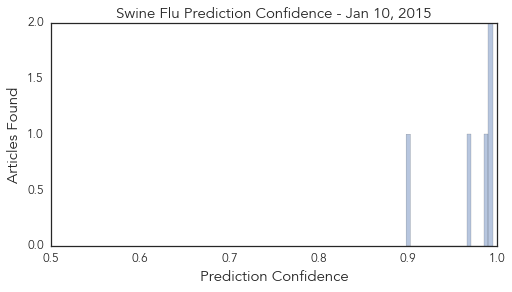 Swine Flu Prediction Confidence - Jan 10, 2015
2.0
1.5
1.0
0.5
0.0
Articles Found
0.5 0.6 0.7 0.8 0.9 1.0
Prediction Confidence